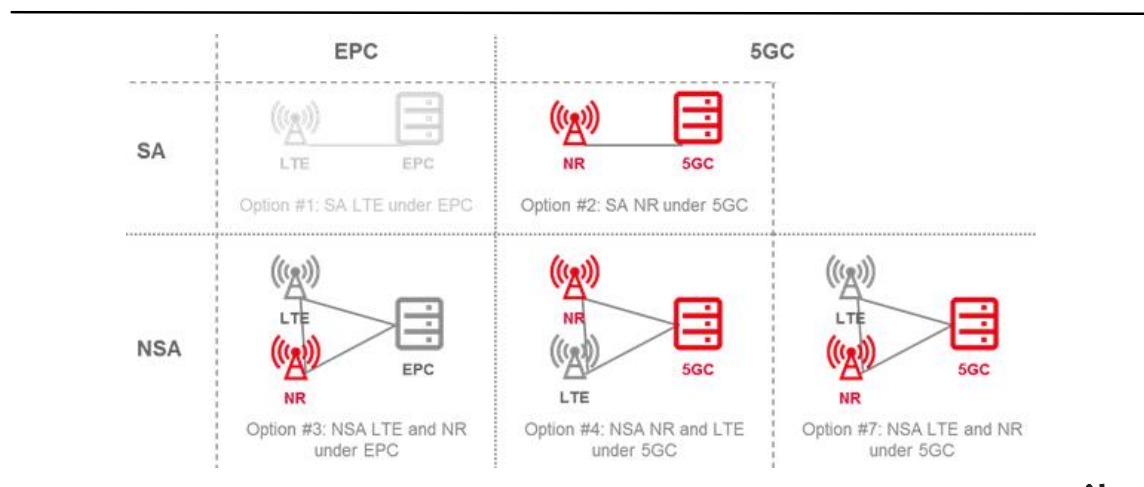 EPC
5GC
SA
LTE
EPC
NR
5GC
Option #1: SA LTE under EPC
Option #2: SA NR under 5GC
NSA
LTE
NR
EPC
NR
LTE
5GC
LTE
NR
5GC
Option #3: NSA LTE and NR
under EPC
Option #4: NSA NR and LTE
under 5GC
Option #7: NSA LTE and NR
under 5GC